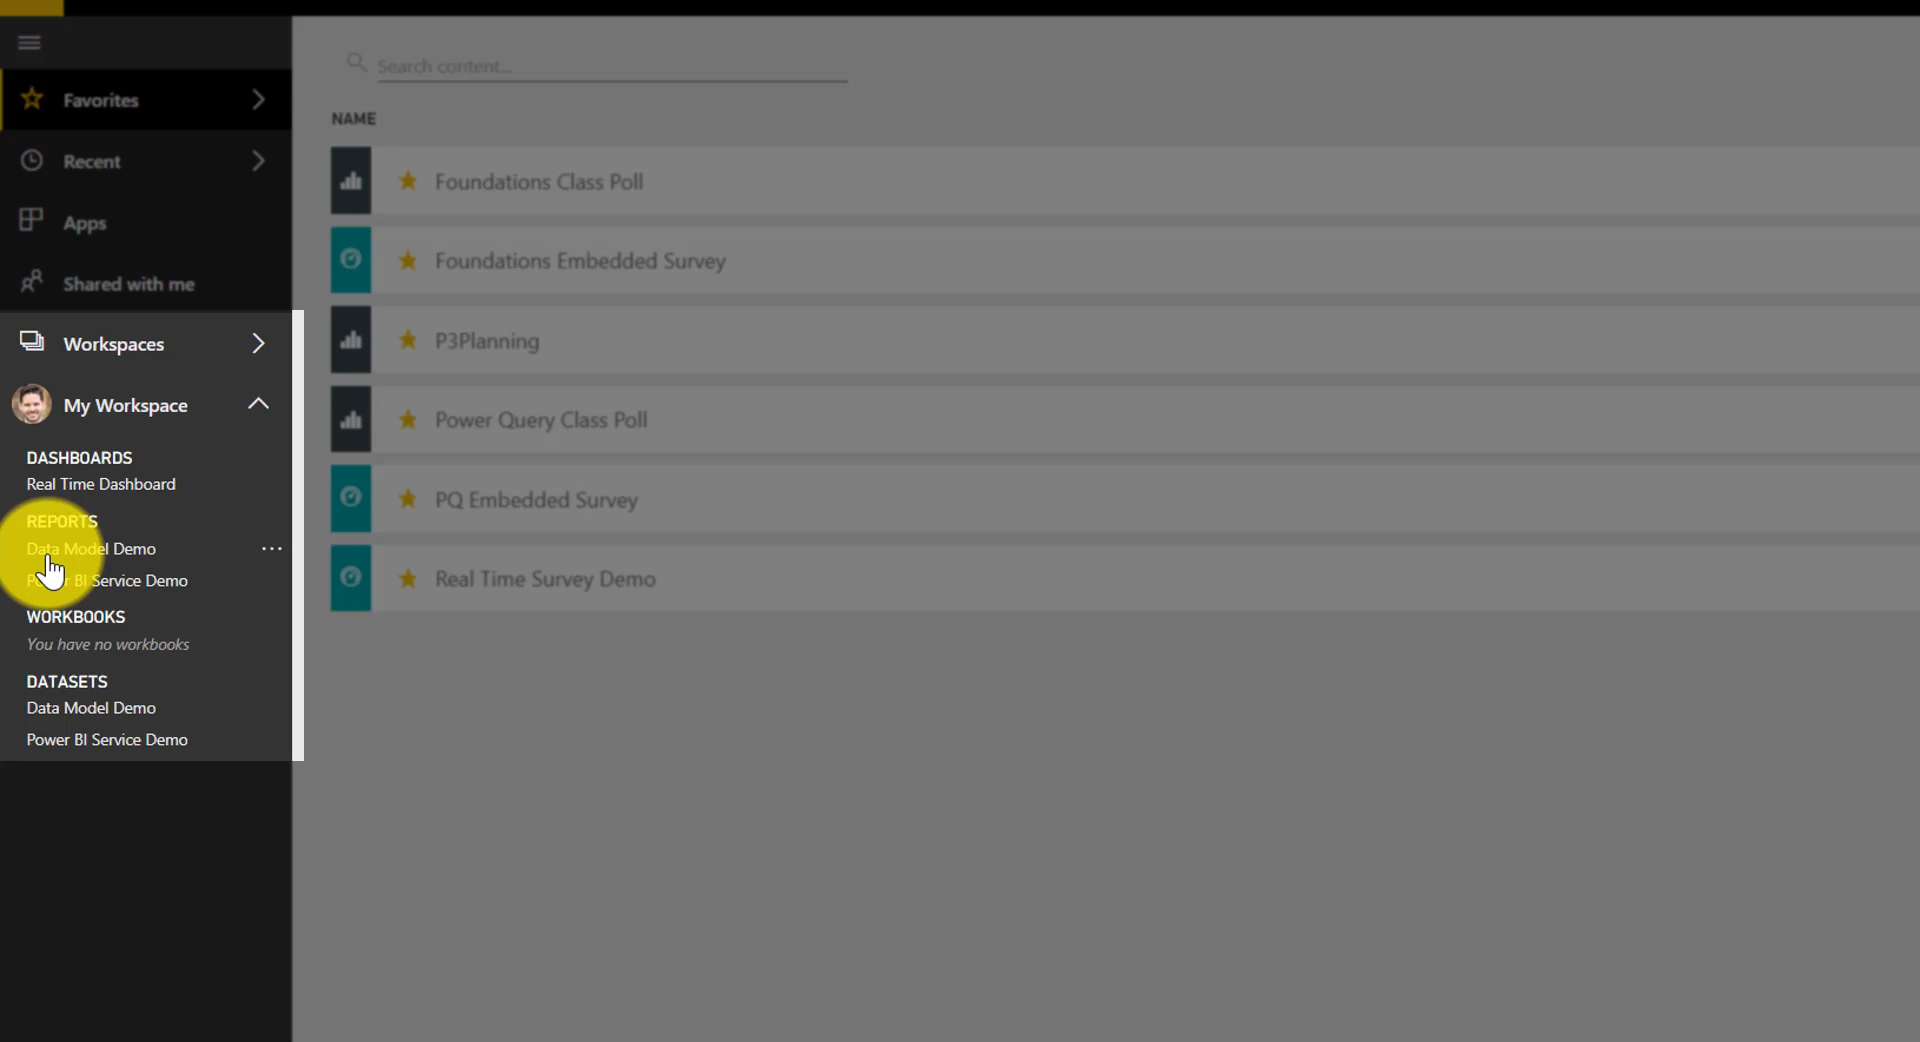 Favorites
Recent
Apps
Shared with me
Workspaces
My Workspace
DASHBOARDS
Real Time Dashboard
REPORTS
Data Model Demo
Power BI Service Demo
WORKBOOKS
You have no workbooks
DATASETS
Data Model Demo
Power BI Service Demo
Search content...
NAME
Foundations Class Poll
Foundations Embedded Survey
P3Planning
Power Query Class Poll
PQ Embedded Survey
Real Time Survey Demo